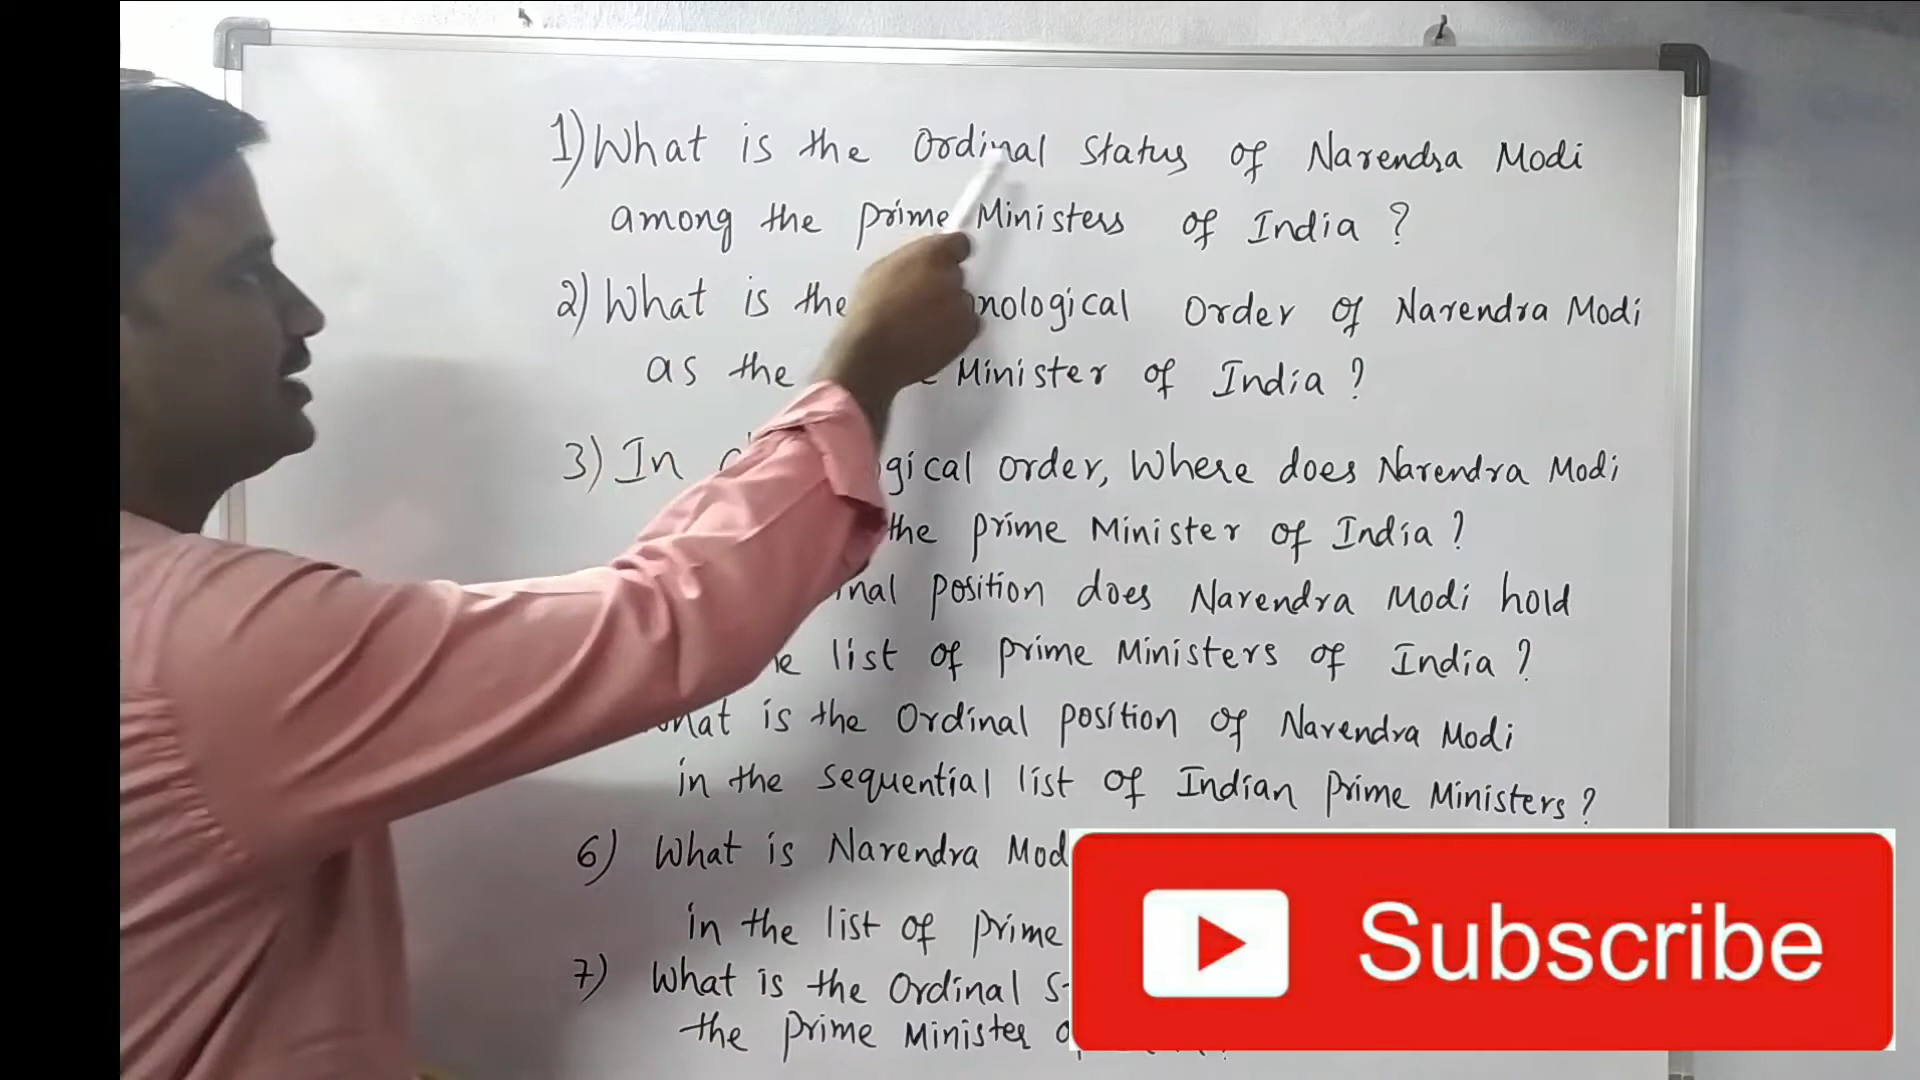 1) What is the Ordinal Status of Narendra Modi
among the prime Ministers of India ?
2) What is the Order of Narendra Modi
as the Minister of India ?
3) In order, Where does Narendra Modi
the prime Minister of India ?
position does Narendra Modi hold
list of prime Ministers of India ?
is the Ordinal position of Narendra Modi
in the sequential list of Indian prime Ministers ?
6) What is Narendra
in the list of prime
7) What is the Ordinal
the prime Minister
Subscribe